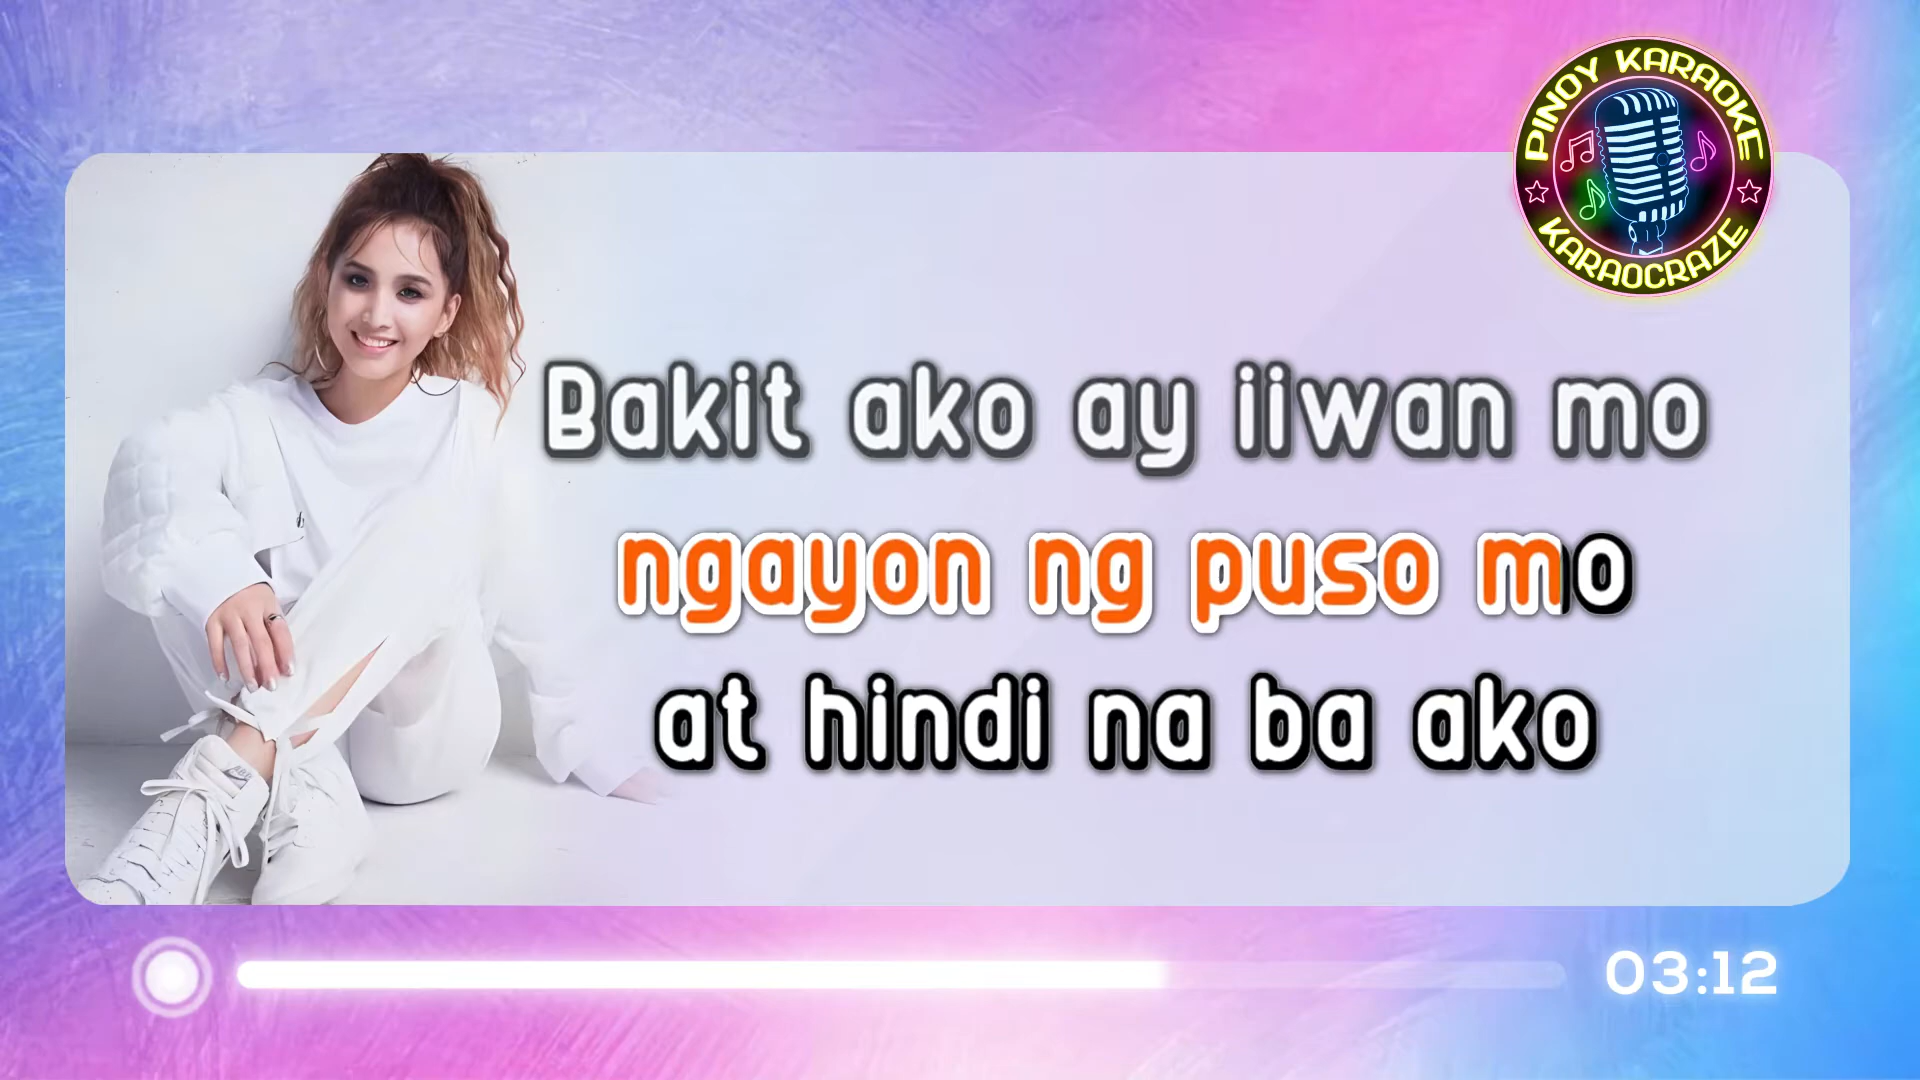 PINOY KARAOKE
KARAOCRAZE
Bakit ako ay iiwan mo
ngayon ng puso mo
at hindi na ba ako
03:12